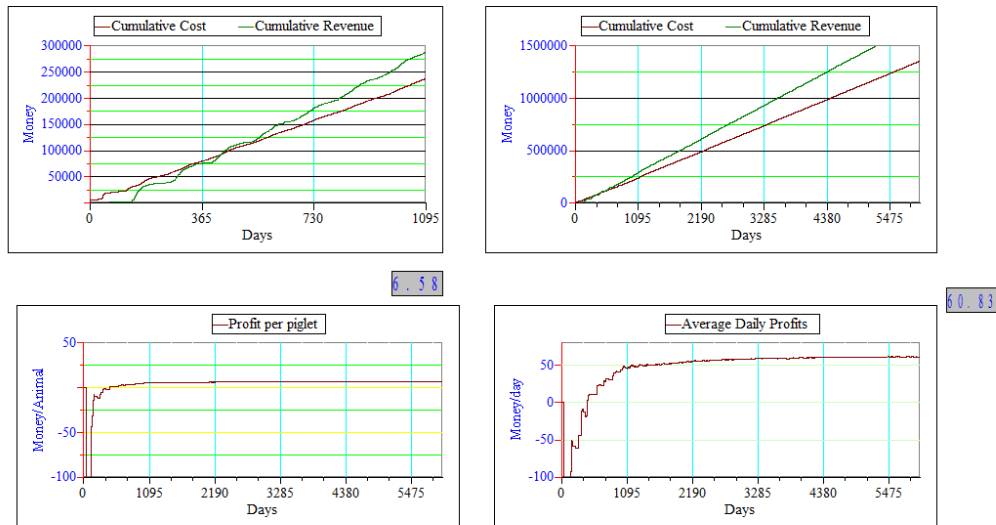 Cumulative Cost Cumulative Revenue
300000
250000
200000
150000
100000
50000
0
Money
0 365 730 1095
Days
Cumulative Cost Cumulative Revenue
1500000
1000000
500000
0
Money
0 1095 2190 3285 4380 5475
Days
6.58
60.83
Profit per piglet
50
0
-50
-100
Money/Animal
0 1095 2190 3285 4380 5475
Days
Average Daily Profits
50
0
-50
-100
Money/day
0 1095 2190 3285 4380 5475
Days